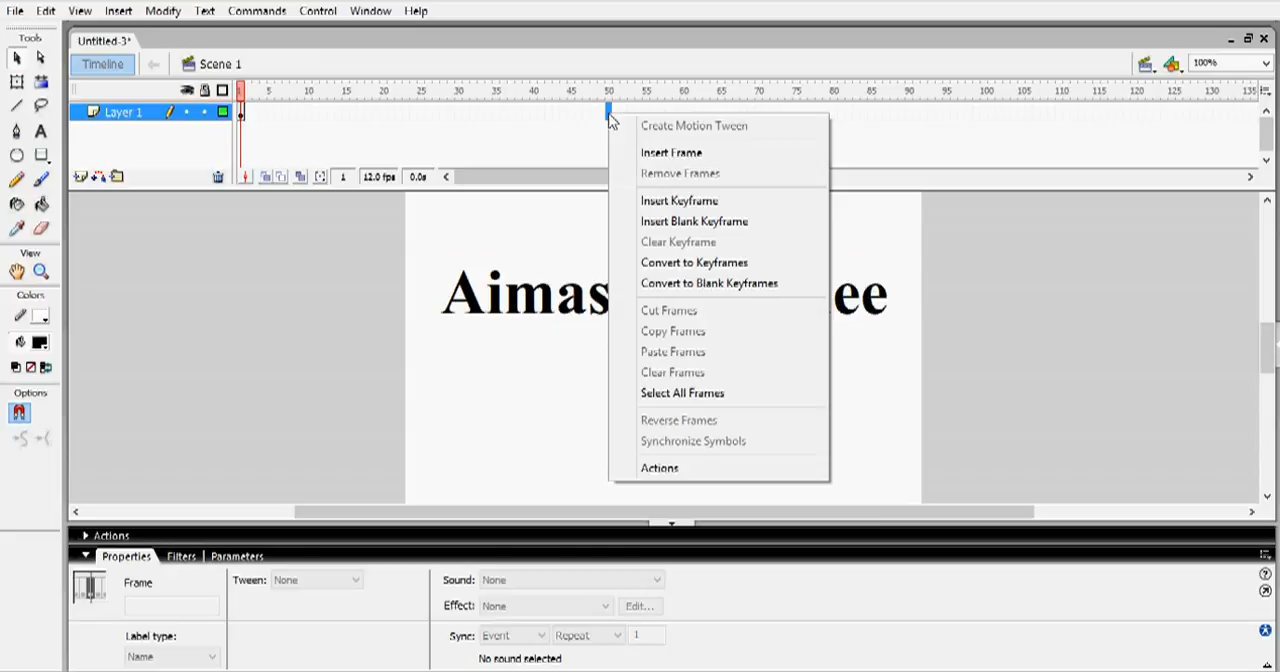 File Edit View Insert Modify Text Commands Control Window Help
Tools
Untitled-3*
Timeline Scene 1 100%
5 10 15 20 25 30 35 40 45 50 55 60 65 70 75 80 85 90 95 100 105 110 115 120 125 130 135
Layer 1
1 12.0 fps 0.0s
Create Motion Tween
Insert Frame
Remove Frames
Insert Keyframe
Insert Blank Keyframe
Clear Keyframe
Convert to Keyframes
Convert to Blank Keyframes
Cut Frames
Copy Frames
Paste Frames
Clear Frames
Select All Frames
Reverse Frames
Synchronize Symbols
Actions
View
Colors
Options
Aimas ee
Actions
Properties Filters Parameters
Frame Tween: None Sound: None
Effect: None Edit...
Label type: Sync: Event Repeat 1
Name No sound selected